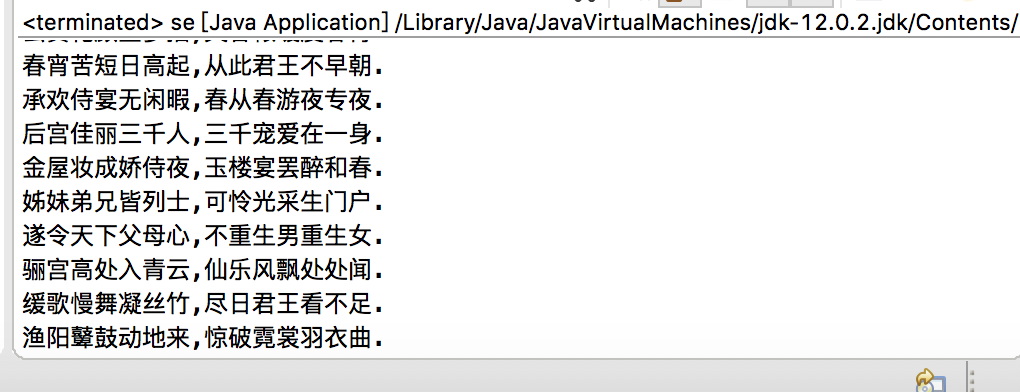 <terminated> se [Java Application] /Library/Java/JavaVirtualMachines/jdk-12.0.2.jdk/Contents/
春宵苦短日高起,从此君王不早朝.
承欢侍宴无闲暇,春从春游夜专夜.
后宫佳丽三千人,三千宠爱在一身.
金屋妆成娇侍夜,玉楼宴罢醉和春.
姊妹弟兄皆列士,可怜光采生门户.
遂令天下父母心,不重生男重生女.
骊宫高处入青云,仙乐风飘处处闻.
缓歌慢舞凝丝竹,尽日君王看不足.
渔阳鼙鼓动地来,惊破霓裳羽衣曲.